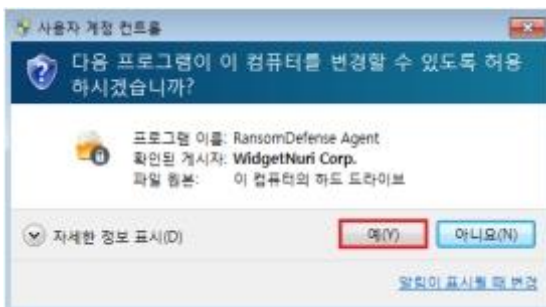 사용자 계정 컨트롤
다음 프로그램이 이 컴퓨터를 변경할 수 있도록 허용
하시겠습니까?
프로그램 이름: RansomDefense Agent
확인된 게시자: WidgetNuri Corp.
파일 원본: 이 컴퓨터의 하드 드라이브
자세한 정보 표시(D)
예(Y)
아니요(N)
알림이 표시될 때 변경